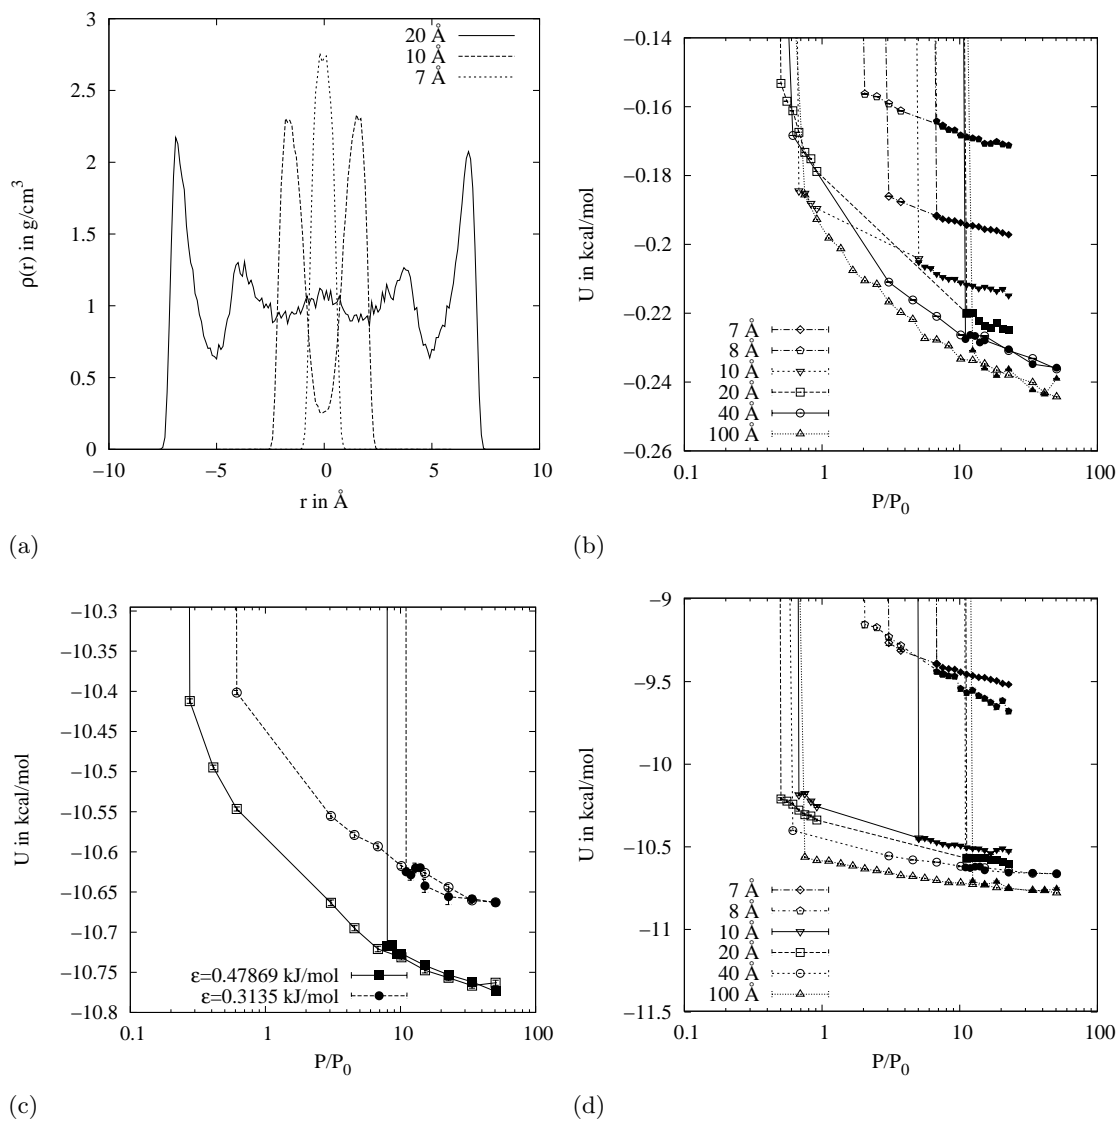 3
2.5
2
1.5
1
0.5
0
ρ(r) in g/cm³
20 Å
10 Å
7 Å
−10
−5
0
5
10
r in Å
(a)
−0.14
−0.16
−0.18
−0.2
−0.22
−0.24
−0.26
U in kcal/mol
7 Å
8 Å
10 Å
20 Å
40 Å
100 Å
0.1
1
10
100
P/P₀
(b)
−10.3
−10.35
−10.4
−10.45
−10.5
−10.55
−10.6
−10.65
−10.7
−10.75
−10.8
U in kcal/mol
ε=0.47869 kJ/mol
ε=0.3135 kJ/mol
0.1
1
10
100
P/P₀
(c)
−9
−9.5
−10
−10.5
−11
−11.5
U in kcal/mol
7 Å
8 Å
10 Å
20 Å
40 Å
100 Å
0.1
1
10
100
P/P₀
(d)